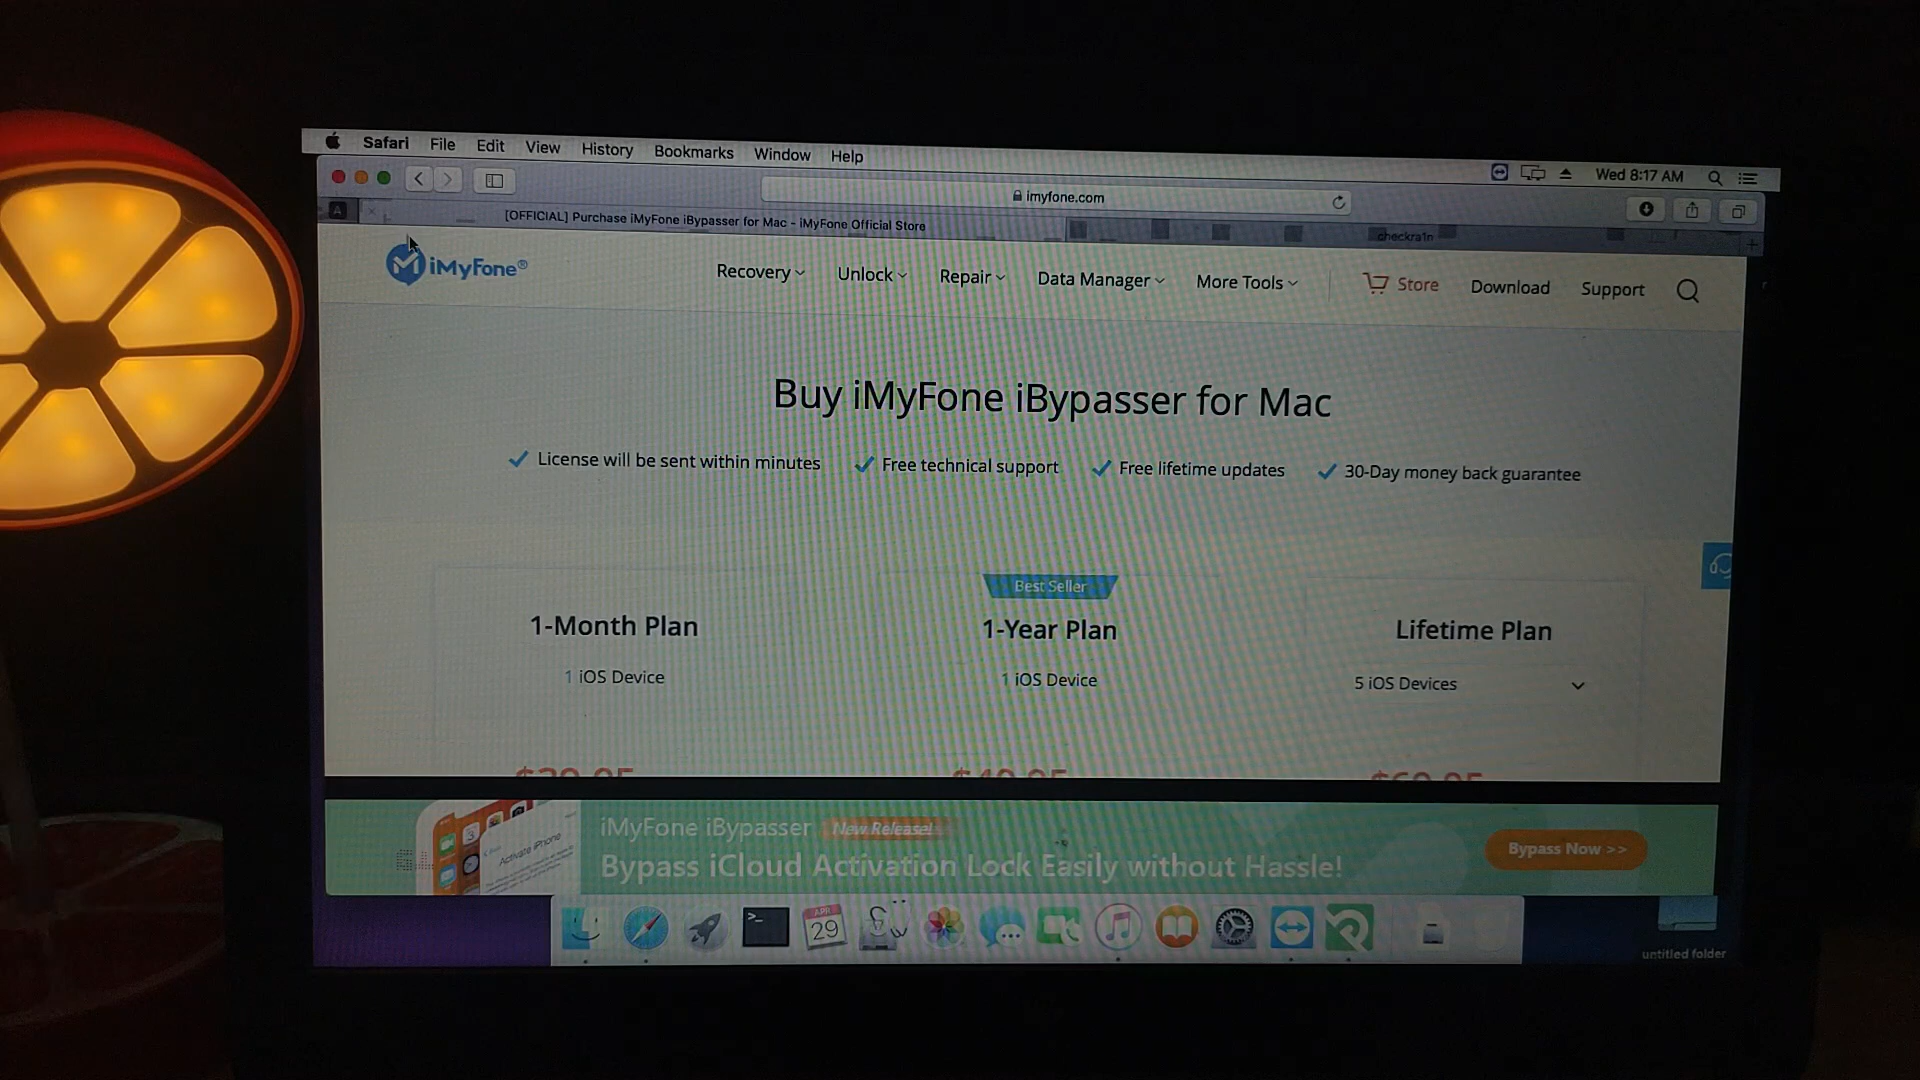 Safari File Edit View History Bookmarks Window Help
Wed 8:17 AM
imyfone.com
A
[OFFICIAL] Purchase iMyFone iBypasser for Mac - iMyFone Official Store
checkra1n
iMyFone®
Recovery Unlock Repair Data Manager More Tools Store Download Support
Buy iMyFone iBypasser for Mac
License will be sent within minutes Free technical support Free lifetime updates 30-Day money back guarantee
Best Seller
1-Month Plan 1-Year Plan Lifetime Plan
1 iOS Device 1 iOS Device 5 iOS Devices
iMyFone iBypasser New Release!
Activate iPhone
Bypass iCloud Activation Lock Easily without Hassle!
Bypass Now >>
APR
29
untitled folder